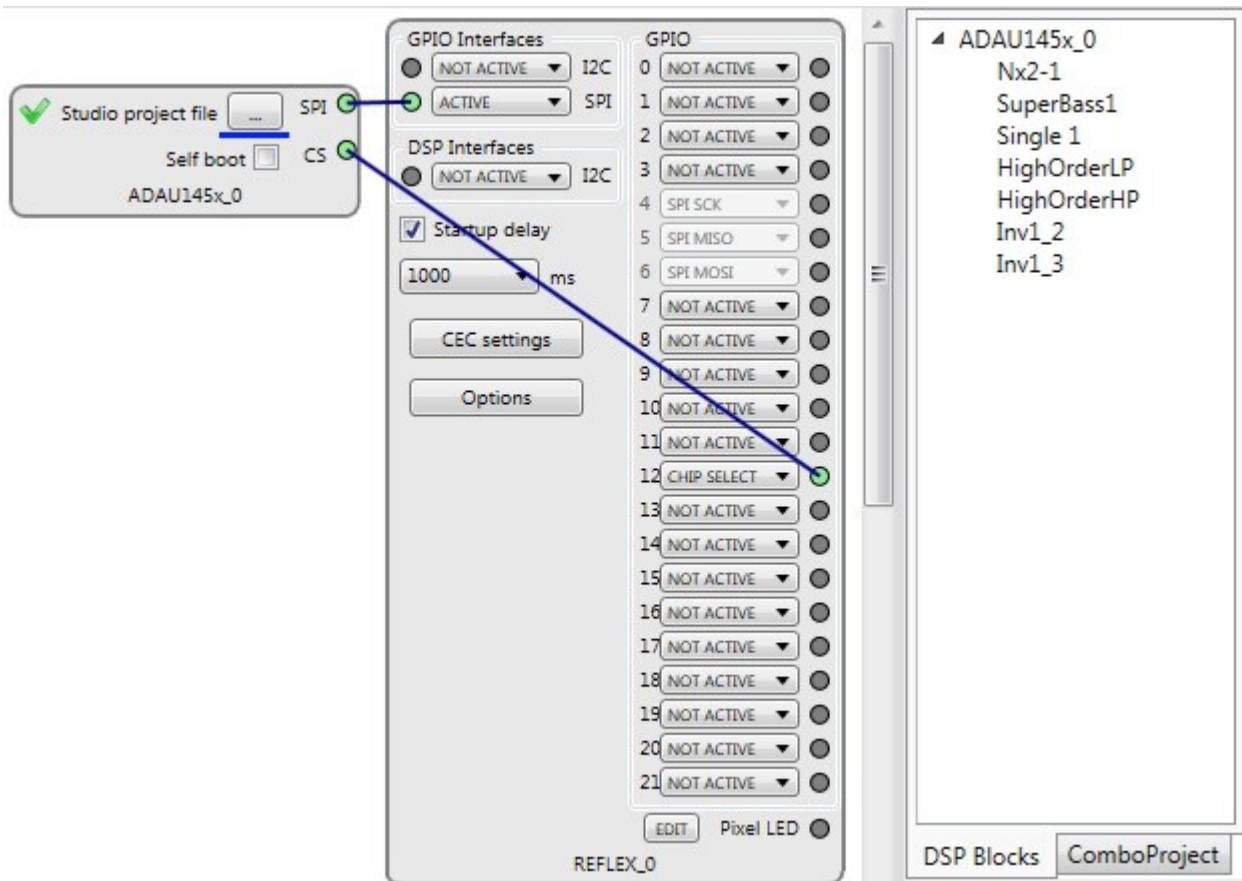 Studio project file ... SPI
Self boot CS
ADAU145x_0
GPIO Interfaces
NOT ACTIVE I2C
ACTIVE SPI
DSP Interfaces
NOT ACTIVE I2C
Startup delay
1000 ms
CEC settings
Options
GPIO
0 NOT ACTIVE
1 NOT ACTIVE
2 NOT ACTIVE
3 NOT ACTIVE
4 SPI SCK
5 SPI MISO
6 SPI MOSI
7 NOT ACTIVE
8 NOT ACTIVE
9 NOT ACTIVE
10 NOT ACTIVE
11 NOT ACTIVE
12 CHIP SELECT
13 NOT ACTIVE
14 NOT ACTIVE
15 NOT ACTIVE
16 NOT ACTIVE
17 NOT ACTIVE
18 NOT ACTIVE
19 NOT ACTIVE
20 NOT ACTIVE
21 NOT ACTIVE
EDIT Pixel LED
REFLEX_0
ADAU145x_0
Nx2-1
SuperBass1
Single 1
HighOrderLP
HighOrderHP
Inv1_2
Inv1_3
DSP Blocks ComboProject